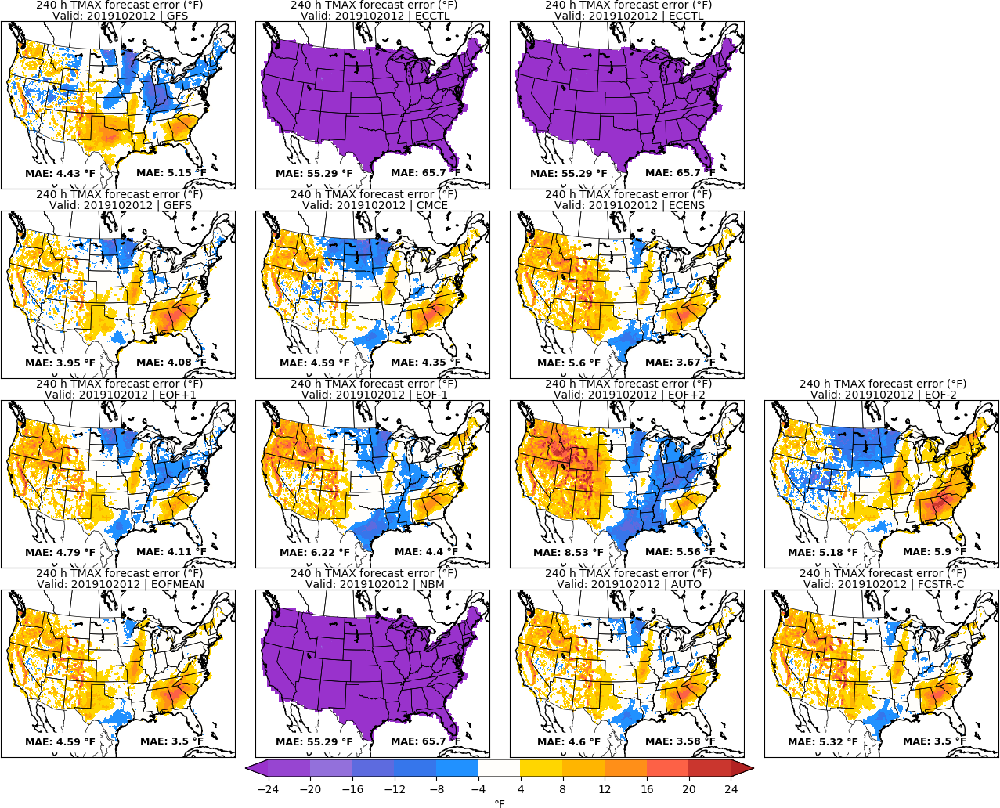 240 h TMAX forecast error (°F)
Valid: 2019102012 | GFS
MAE: 4.43 °F
MAE: 5.15 °F
240 h TMAX forecast error (°F)
Valid: 2019102012 | ECCTL
MAE: 55.29 °F
MAE: 65.7 °F
240 h TMAX forecast error (°F)
Valid: 2019102012 | ECCTL
MAE: 55.29 °F
MAE: 65.7 °F
240 h TMAX forecast error (°F)
Valid: 2019102012 | GEFS
MAE: 3.95 °F
MAE: 4.08 °F
240 h TMAX forecast error (°F)
Valid: 2019102012 | CMCE
MAE: 4.59 °F
MAE: 4.35 °F
240 h TMAX forecast error (°F)
Valid: 2019102012 | ECENS
MAE: 5.6 °F
MAE: 3.67 °F
240 h TMAX forecast error (°F)
Valid: 2019102012 | EOF+1
MAE: 4.79 °F
MAE: 4.11 °F
240 h TMAX forecast error (°F)
Valid: 2019102012 | EOF-1
MAE: 6.22 °F
MAE: 4.4 °F
240 h TMAX forecast error (°F)
Valid: 2019102012 | EOF+2
MAE: 8.53 °F
MAE: 5.56 °F
240 h TMAX forecast error (°F)
Valid: 2019102012 | EOF-2
MAE: 5.18 °F
MAE: 5.9 °F
240 h TMAX forecast error (°F)
Valid: 2019102012 | EOFMEAN
MAE: 4.59 °F
MAE: 3.5 °F
240 h TMAX forecast error (°F)
Valid: 2019102012 | NBM
MAE: 55.29 °F
MAE: 65.7 °F
240 h TMAX forecast error (°F)
Valid: 2019102012 | AUTO
MAE: 4.6 °F
MAE: 3.58 °F
240 h TMAX forecast error (°F)
Valid: 2019102012 | FCSTR-C
MAE: 5.32 °F
MAE: 3.5 °F
−24 −20 −16 −12 −8 −4 4 8 12 16 20 24
°F